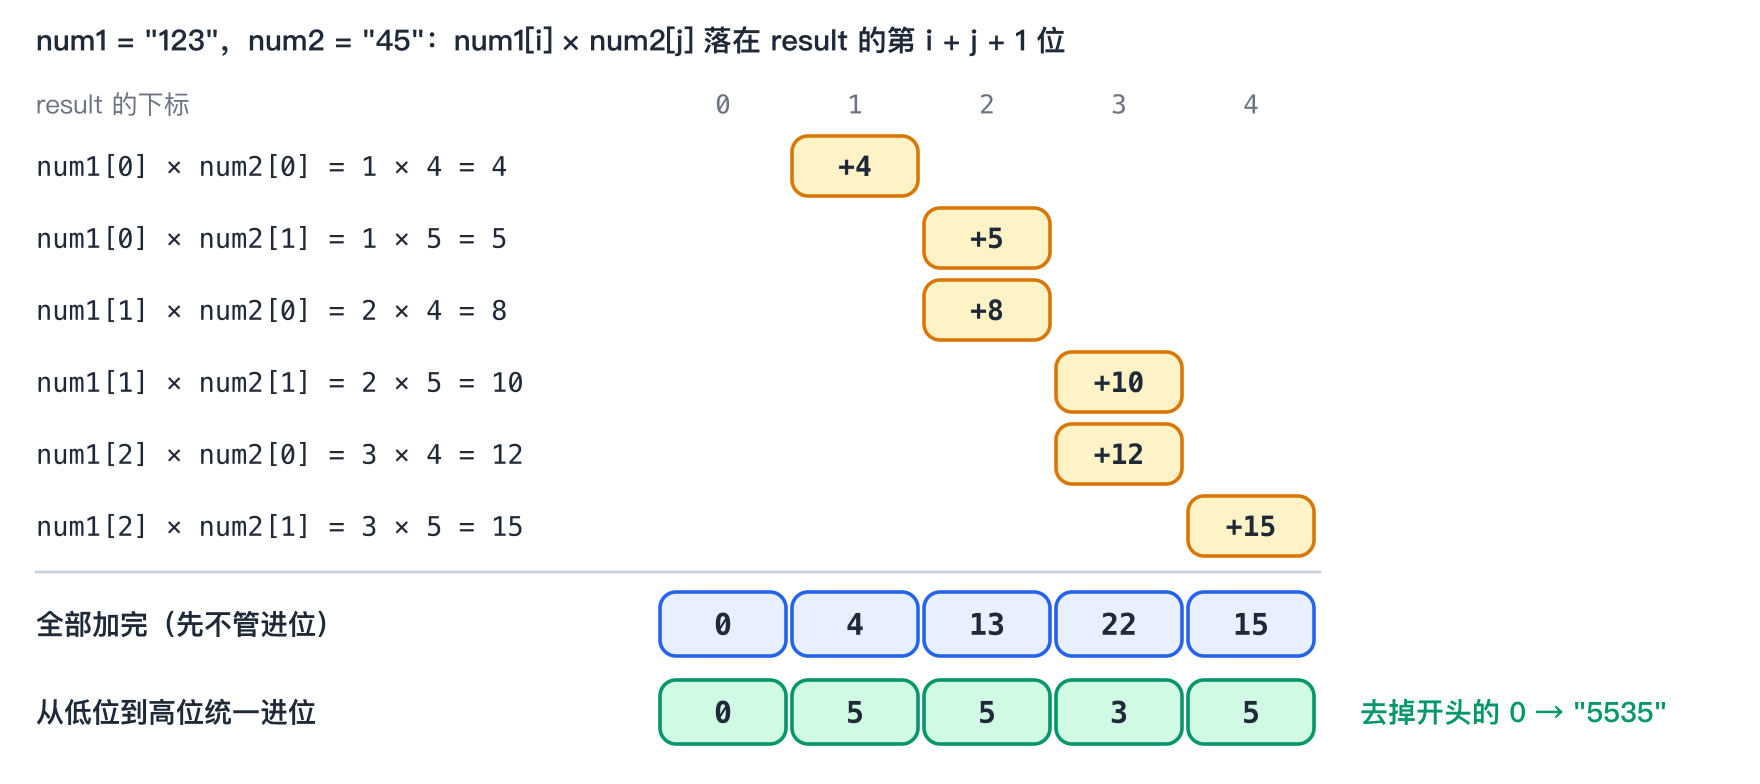 num1 = "123"，num2 = "45"：num1[i] × num2[j] 落在 result 的第 i + j + 1 位
result 的下标 0 1 2 3 4
num1[0] × num2[0] = 1 × 4 = 4 +4
num1[0] × num2[1] = 1 × 5 = 5 +5
num1[1] × num2[0] = 2 × 4 = 8 +8
num1[1] × num2[1] = 2 × 5 = 10 +10
num1[2] × num2[0] = 3 × 4 = 12 +12
num1[2] × num2[1] = 3 × 5 = 15 +15
全部加完（先不管进位） 0 4 13 22 15
从低位到高位统一进位 0 5 5 3 5 去掉开头的 0 → "5535"